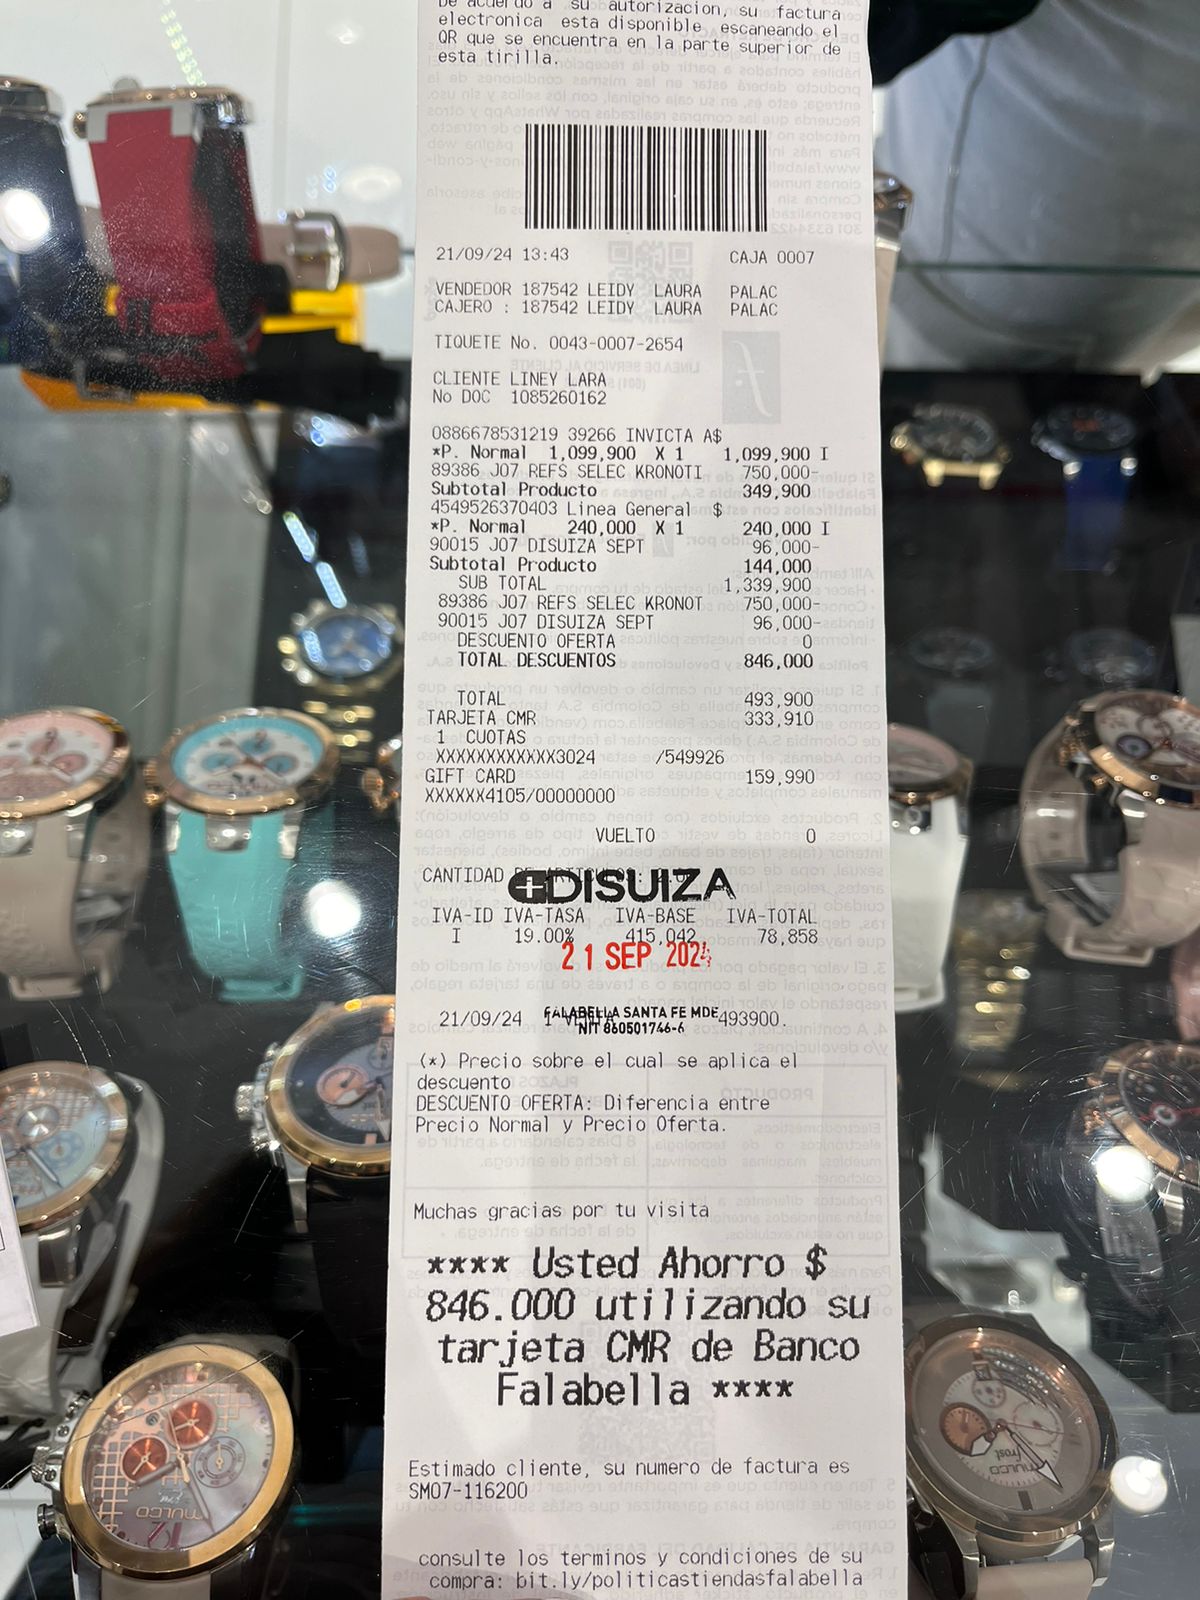 De acuerdo a su autorizacion, su factura
electronica esta disponible, escaneando el
QR que se encuentra en la parte superior de
esta tirilla.
21/09/24 13:43 CAJA 0007
VENDEDOR 187542 LEIDY LAURA PALAC
CAJERO : 187542 LEIDY LAURA PALAC
TIQUETE No. 0043-0007-2654
CLIENTE LINEY LARA
No DOC 1085260162
0886678531219 39266 INVICTA A$
*P. Normal 1,099,900 X 1 1,099,900 I
89386 J07 REFS SELEC KRONOTI 750,000-
Subtotal Producto 349,900
4549526370403 Linea General $
*P. Normal 240,000 X 1 240,000 I
90015 J07 DISUIZA SEPT 96,000-
Subtotal Producto 144,000
SUB TOTAL 1,339,900
89386 J07 REFS SELEC KRONOT 750,000-
90015 J07 DISUIZA SEPT 96,000-
DESCUENTO OFERTA 0
TOTAL DESCUENTOS 846,000
TOTAL 493,900
TARJETA CMR 333,910
1 CUOTAS
XXXXXXXXXXXX3024 /549926
GIFT CARD 159,990
XXXXXX4105/00000000
VUELTO 0
CANTIDAD
DISUIZA
IVA-ID IVA-TASA IVA-BASE IVA-TOTAL
I 19.00% 415,042 78,858
21 SEP 2024
FALABELLA SANTA FE MDE
21/09/24 1-VENTA 493900.
NIT 860501746-6
(*) Precio sobre el cual se aplica el
descuento
DESCUENTO OFERTA: Diferencia entre
Precio Normal y Precio Oferta.
Muchas gracias por tu visita
**** Usted Ahorro $
846.000 utilizando su
tarjeta CMR de Banco
Falabella ****
Estimado cliente, su numero de factura es
SM07-116200
consulte los terminos y condiciones de su
compra: bit.ly/politicastiendasfalabella
MULCO
MULCO
frost